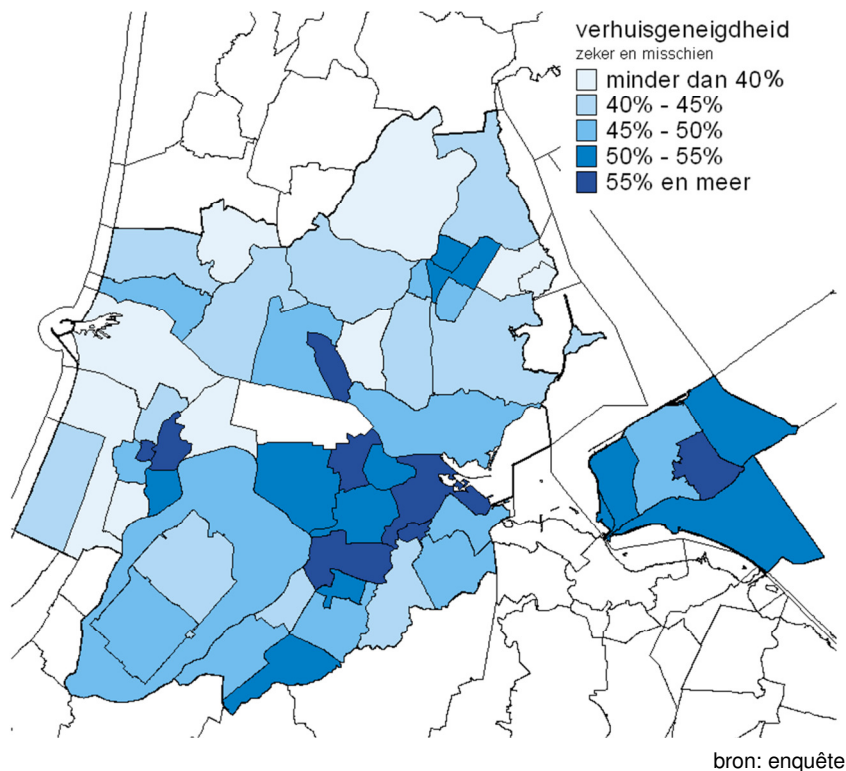 verhuisgeneigdheid
zeker en misschien
minder dan 40%
40% - 45%
45% - 50%
50% - 55%
55% en meer
bron: enquête